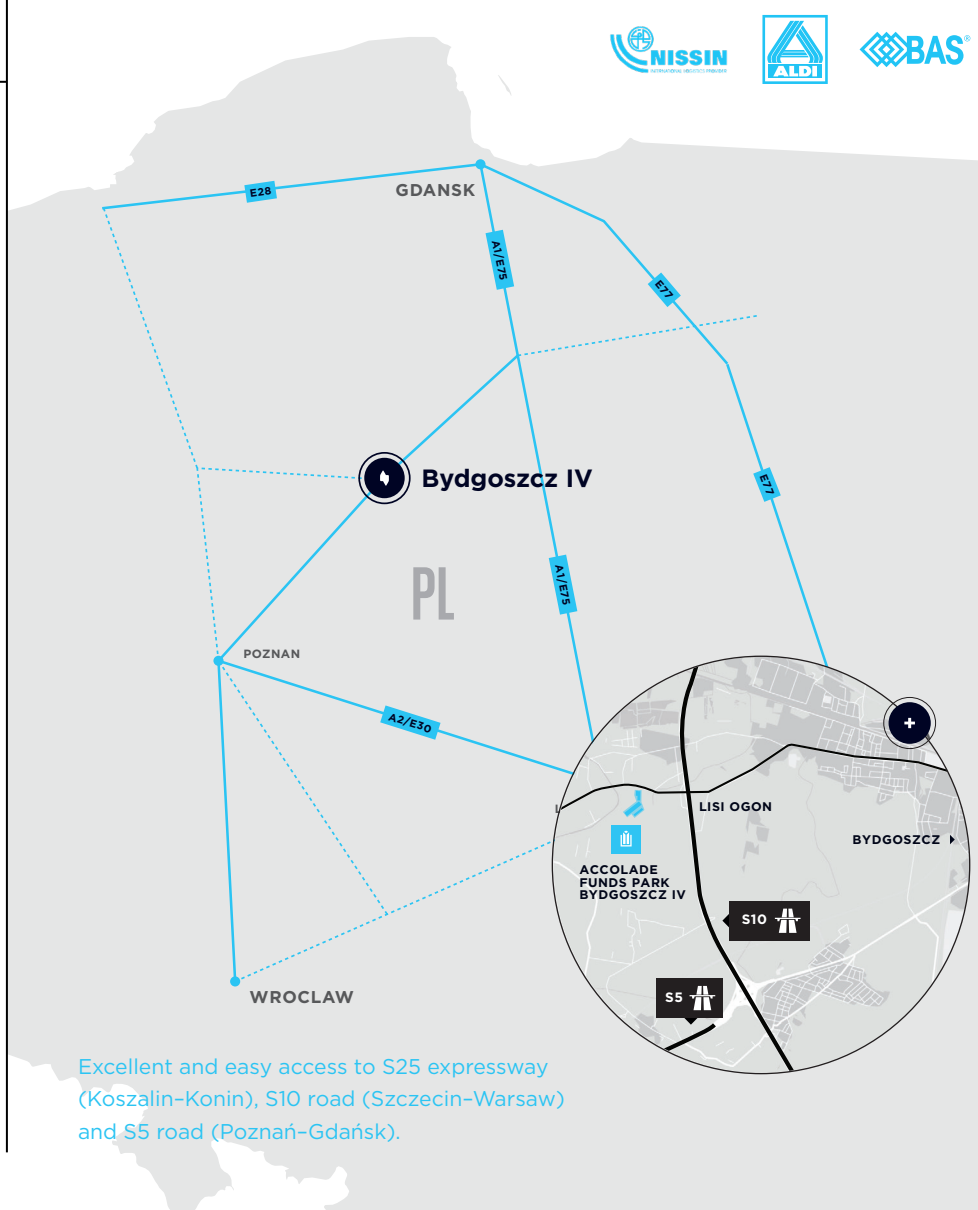 NISSIN
INTERNATIONAL LOGISTICS PROVIDER
ALDI
BAS®
E28
GDANSK
A1/E75
E77
Bydgoszcz IV
E77
PL
A1/E75
POZNAN
A2/E30
L
LISI OGON
BYDGOSZCZ
ACCOLADE
FUNDS PARK
BYDGOSZCZ IV
S10
S5
WROCLAW
Excellent and easy access to S25 expressway
(Koszalin–Konin), S10 road (Szczecin–Warsaw)
and S5 road (Poznań–Gdańsk).